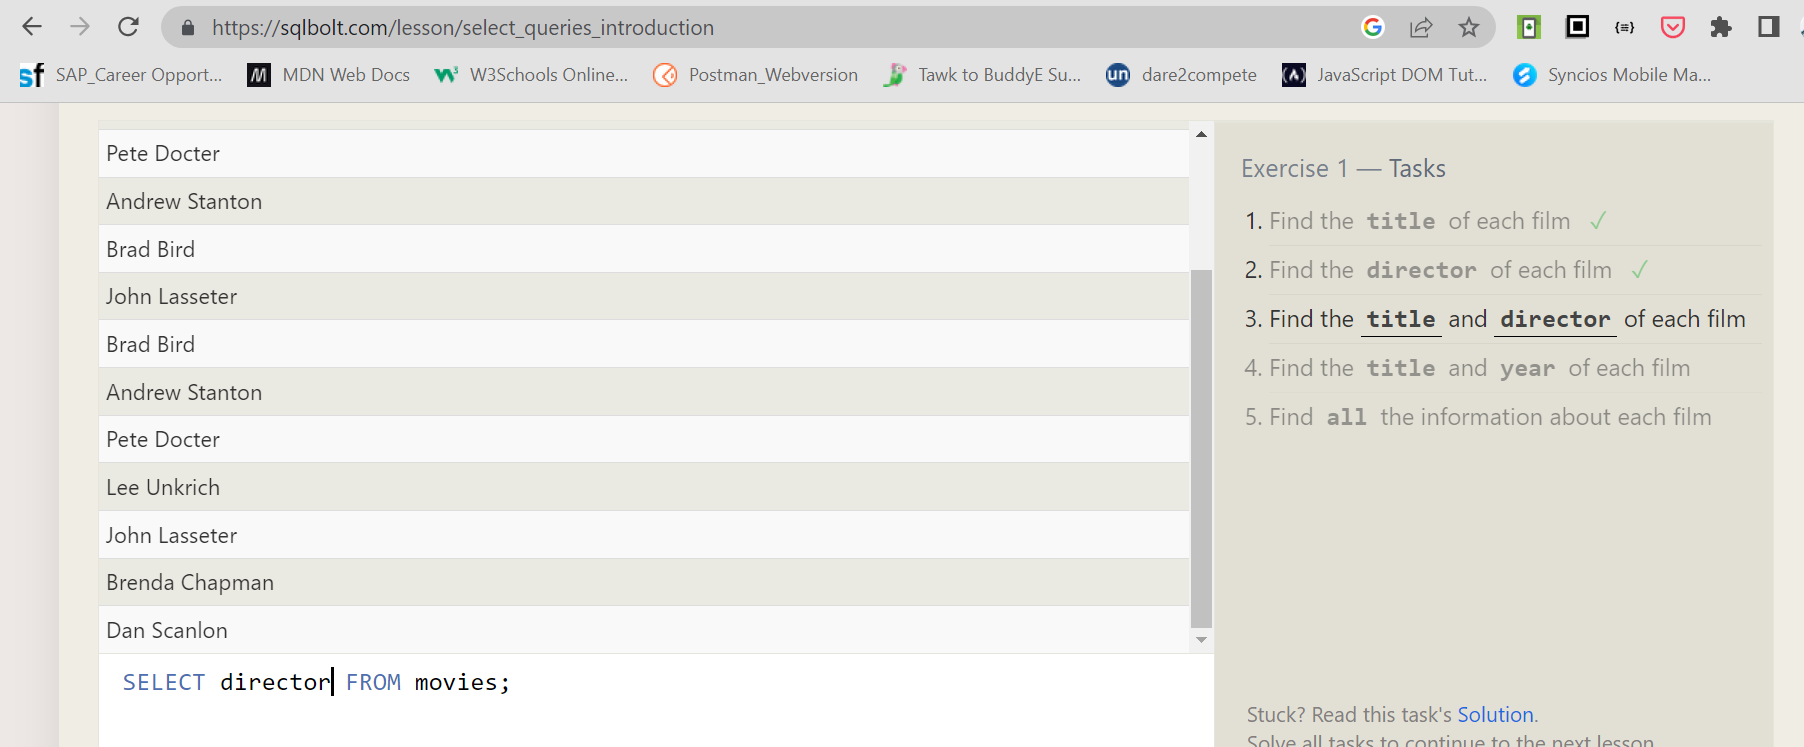 https://sqlbolt.com/lesson/select_queries_introduction
SAP_Career Opport...
MDN Web Docs
W3Schools Online...
Postman_Webversion
Tawk to BuddyE Su...
dare2compete
JavaScript DOM Tut...
Syncios Mobile Ma...
Pete Docter
Andrew Stanton
Brad Bird
John Lasseter
Brad Bird
Andrew Stanton
Pete Docter
Lee Unkrich
John Lasseter
Brenda Chapman
Dan Scanlon
SELECT director FROM movies;
Exercise 1 — Tasks
1. Find the title of each film ✓
2. Find the director of each film ✓
3. Find the title and director of each film
4. Find the title and year of each film
5. Find all the information about each film
Stuck? Read this task's Solution.
Solve all tasks to continue to the next lesson.